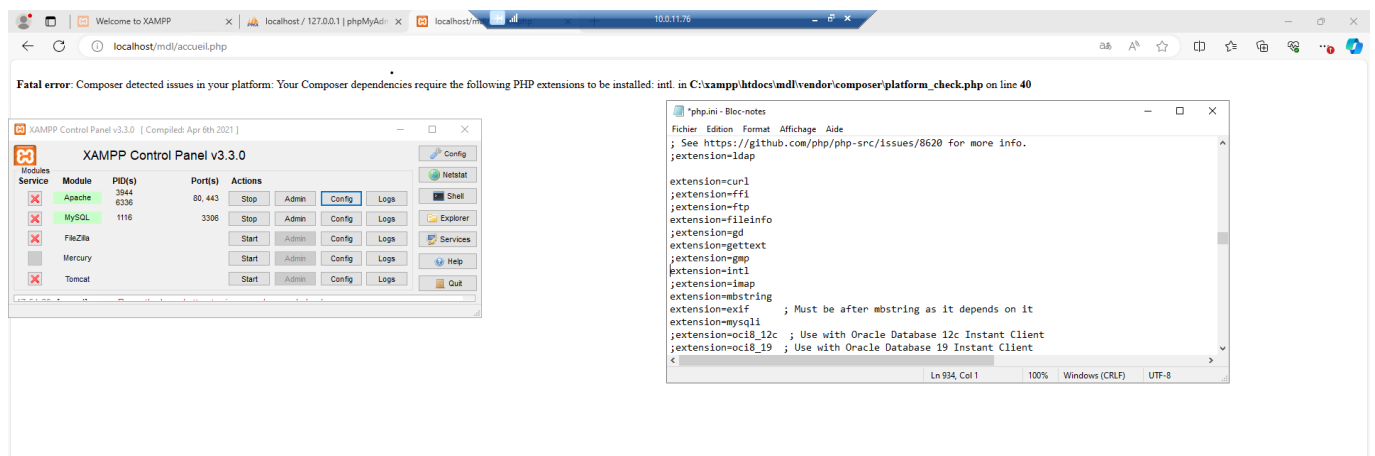 Welcome to XAMPP
localhost / 127.0.0.1 | phpMyAdn
localhost/m
10.0.11.76
localhost/mdl/accueil.php
Fatal error: Composer detected issues in your platform: Your Composer dependencies require the following PHP extensions to be installed: intl. in C:\xampp\htdocs\mdl\vendor\composer\platform_check.php on line 40
XAMPP Control Panel v3.3.0 [ Compiled: Apr 6th 2021 ]
XAMPP Control Panel v3.3.0
Config
Modules
Service Module PID(s) Port(s) Actions
Netstat
Apache 3944 6336 80, 443 Stop Admin Config Logs
Shell
MySQL 1116 3306 Stop Admin Config Logs
Explorer
FileZilla Start Admin Config Logs
Services
Mercury Start Admin Config Logs
Help
Tomcat Start Admin Config Logs
Quit
*php.ini - Bloc-notes
Fichier Edition Format Affichage Aide
; See https://github.com/php/php-src/issues/8620 for more info.
;extension=ldap
extension=curl
;extension=ffi
;extension=ftp
extension=fileinfo
;extension=gd
extension=gettext
;extension=gmp
extension=intl
;extension=imap
extension=mbstring
extension=exif ; Must be after mbstring as it depends on it
extension=mysqli
;extension=oci8_12c ; Use with Oracle Database 12c Instant Client
;extension=oci8_19 ; Use with Oracle Database 19 Instant Client
Ln 934, Col 1 100% Windows (CRLF) UTF-8